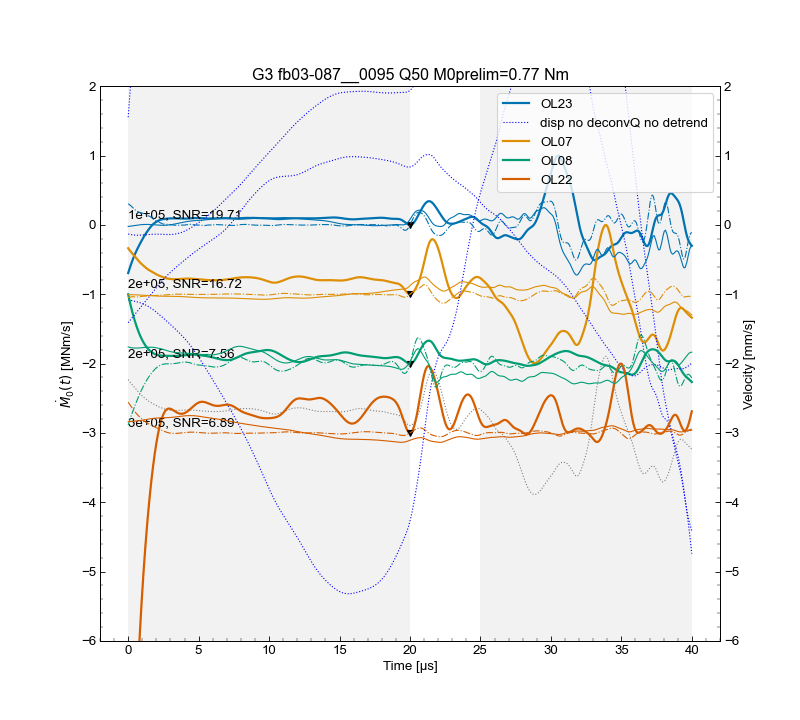 G3 fb03-087__0095 Q50 M0prelim=0.77 Nm
OL23
disp no deconvQ no detrend
OL07
OL08
OL22
1e+05, SNR=19.71
2e+05, SNR=16.72
2e+05, SNR=7.56
3e+05, SNR=6.89
2
1
0
−1
−2
−3
−4
−5
−6
Ṁ₀(t) [MNm/s]
2
1
0
−1
−2
−3
−4
−5
−6
Velocity [mm/s]
0 5 10 15 20 25 30 35 40
Time [μs]